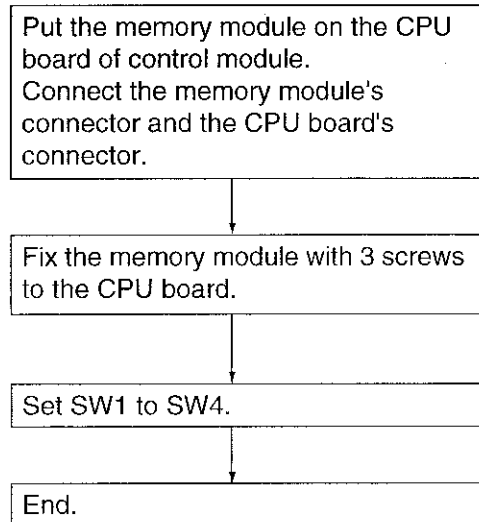 Put the memory module on the CPU
board of control module.
Connect the memory module's
connector and the CPU board's
connector.
Fix the memory module with 3 screws
to the CPU board.
Set SW1 to SW4.
End.